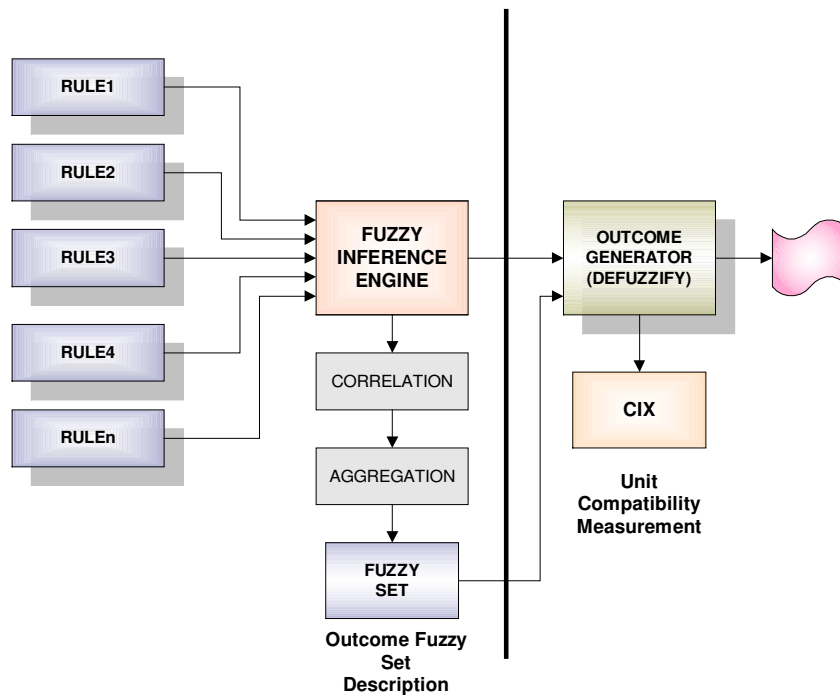 RULE1
RULE2
RULE3
RULE4
RULEn
FUZZY
INFERENCE
ENGINE
CORRELATION
AGGREGATION
FUZZY
SET
Outcome Fuzzy
Set
Description
OUTCOME
GENERATOR
(DEFUZZIFY)
CIX
Unit
Compatibility
Measurement